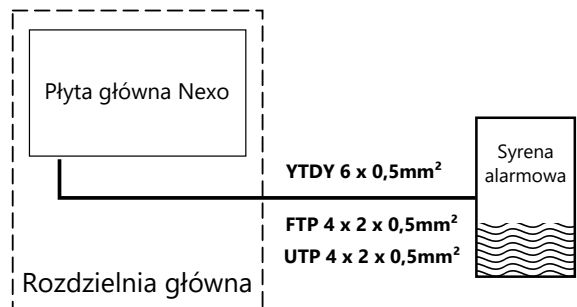 Płyta główna Nexo
YTDY 6 x 0,5mm²
Syrena
alarmowa
FTP 4 x 2 x 0,5mm²
UTP 4 x 2 x 0,5mm²
Rozdzielnia główna